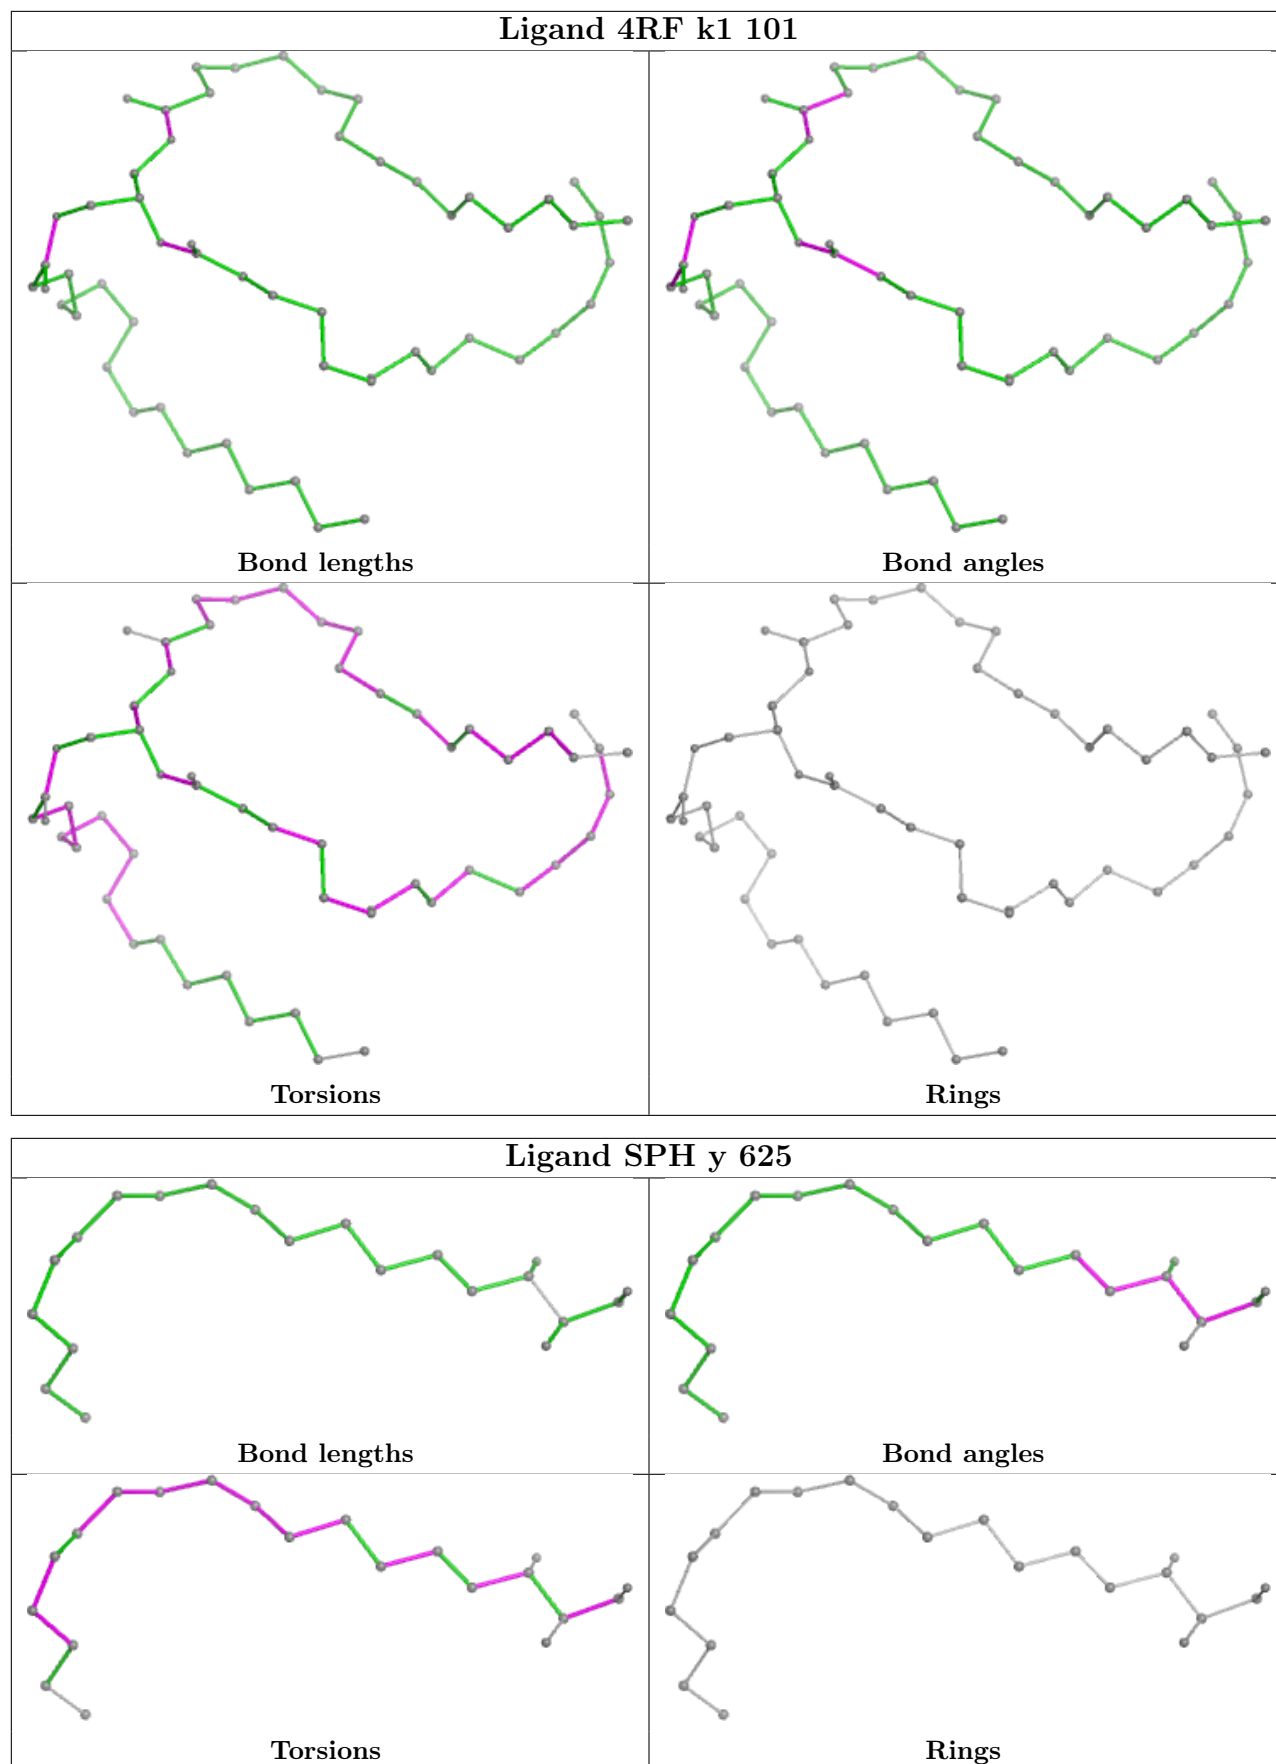 Ligand 4RF k1 101
Bond lengths
Bond angles
Torsions
Rings
Ligand SPH y 625
Bond lengths
Bond angles
Torsions
Rings